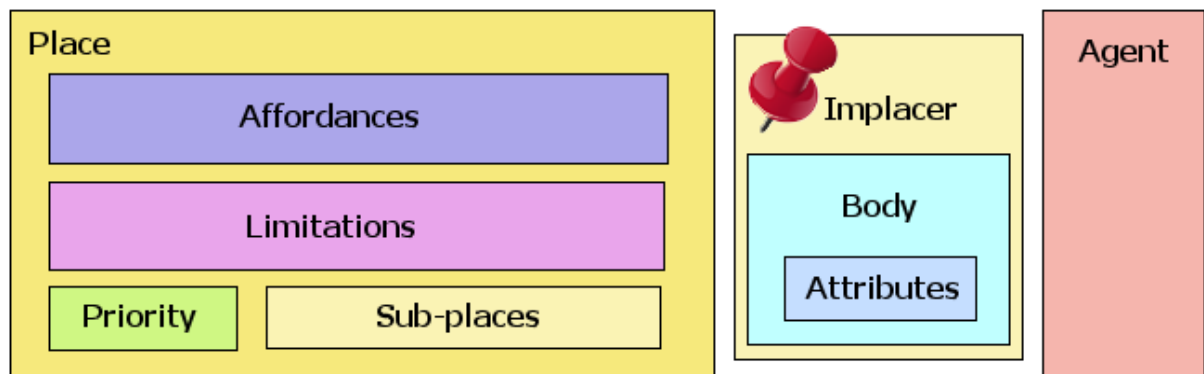 Place
Affordances
Limitations
Priority
Sub-places
Implacer
Body
Attributes
Agent